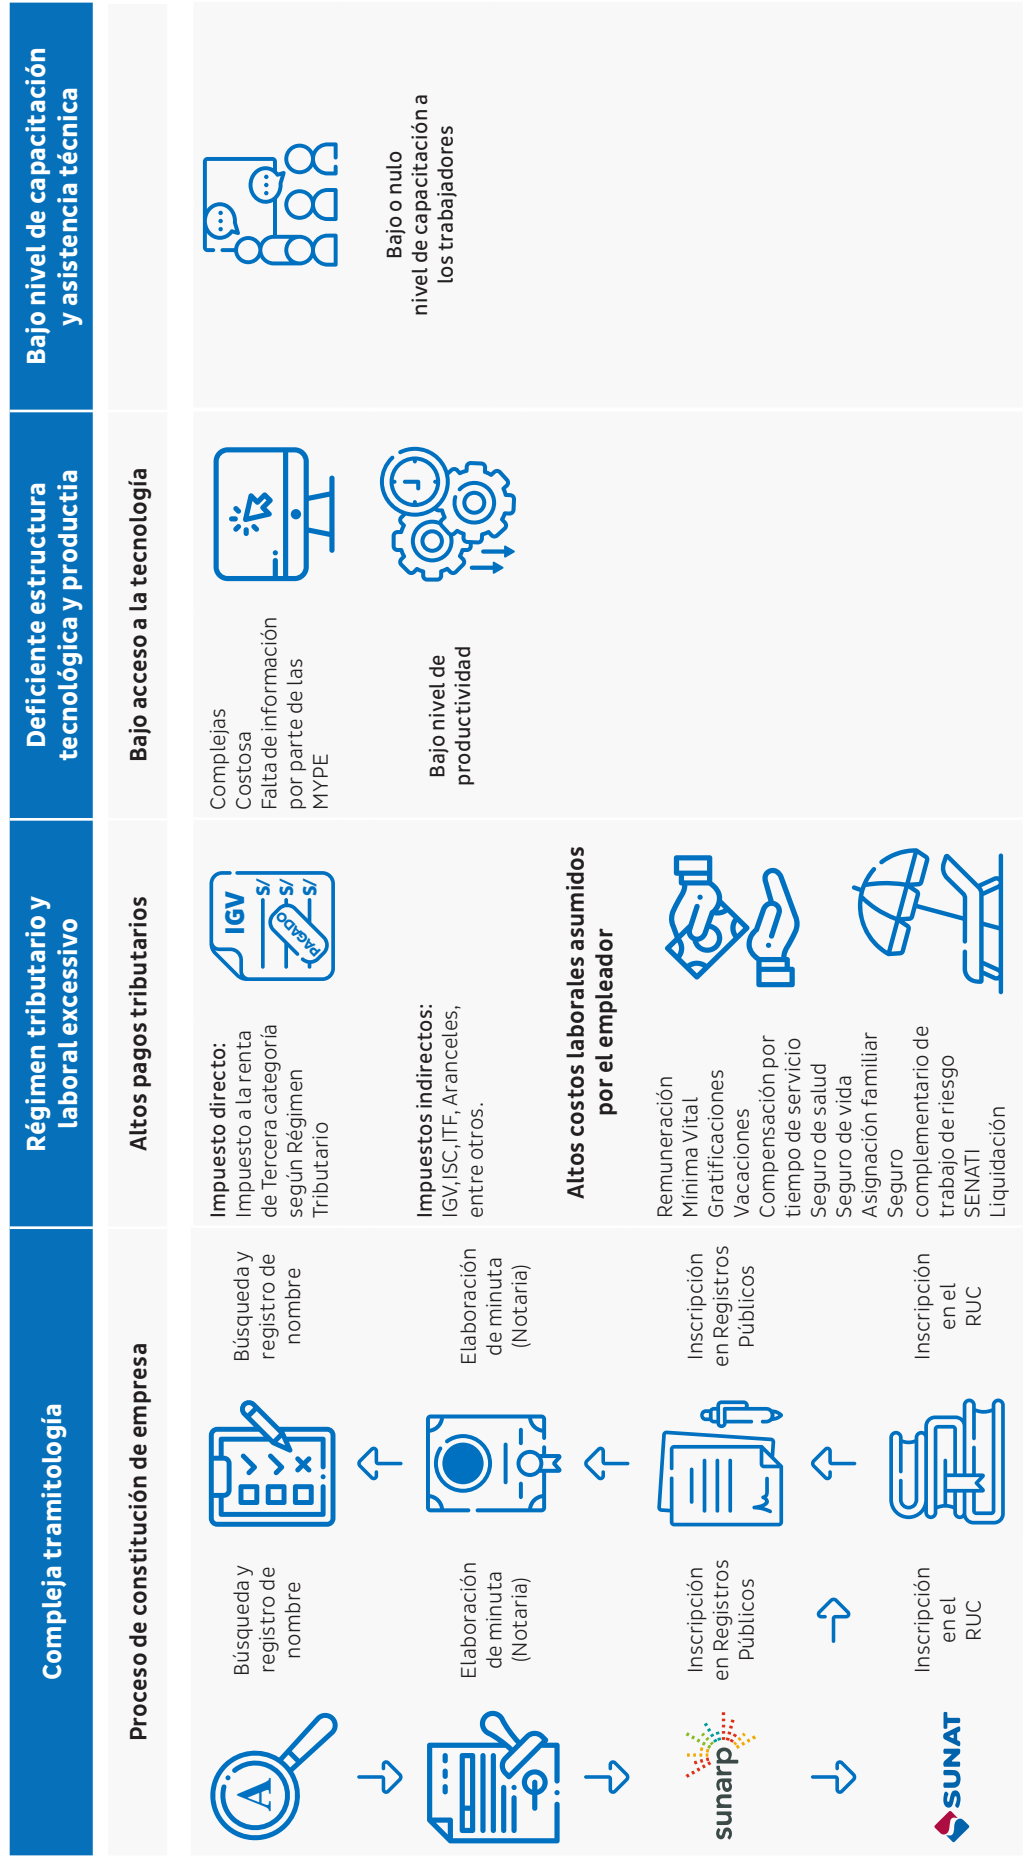 Compleja tramitología
Régimen tributario y
laboral excessivo
Deficiente estructura
tecnológica y productia
Bajo nivel de capacitación
y asistencia técnica
Proceso de constitución de empresa
Altos pagos tributarios
Bajo acceso a la tecnología
A
Búsqueda y
registro de
nombre
Elaboración
de minuta
(Notaria)
sunarp
Inscripción
en Registros
Públicos
SUNAT
Inscripción
en el
RUC
Búsqueda y
registro de
nombre
Elaboración
de minuta
(Notaria)
Inscripción
en Registros
Públicos
Inscripción
en el
RUC
Impuesto directo:
Impuesto a la renta
de Tercera categoría
según Régimen
Tributario
IGV
S/
S/
S/
PAGADO
Impuestos indirectos:
IGV,ISC,ITF, Aranceles,
entre otros.
Altos costos laborales asumidos
por el empleador
Remuneración
Mínima Vital
Gratificaciones
Vacaciones
Compensación por
tiempo de servicio
Seguro de salud
Seguro de vida
Asignación familiar
Seguro
complementario de
trabajo de riesgo
SENATI
Liquidación
Complejas
Costosa
Falta de información
por parte de las
MYPE
Bajo nivel de
productividad
Bajo o nulo
nivel de capacitación a
los trabajadores